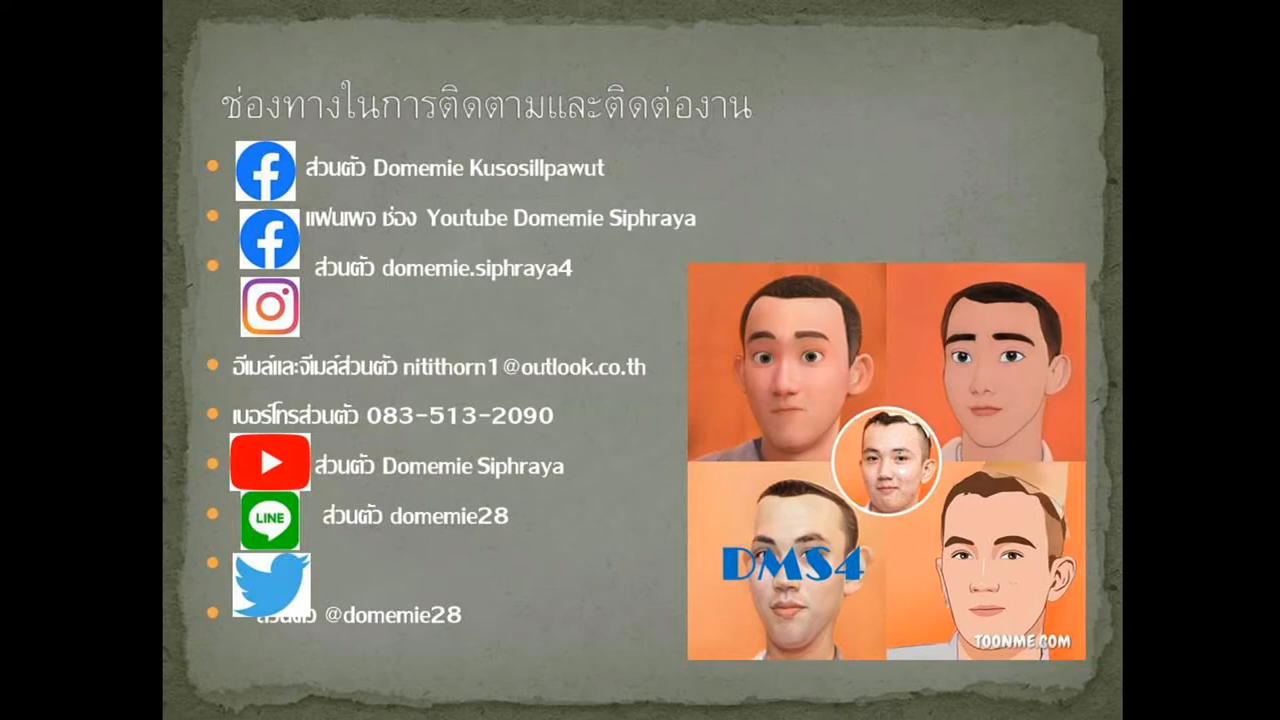 ช่องทางในการติดตามและติดต่องาน
ส่วนตัว Domemie Kusosillpawut
แฟนเพจ ช่อง Youtube Domemie Siphraya
ส่วนตัว domemie.siphraya4
อีเมล์และจีเมล์ส่วนตัว nitithorn1@outlook.co.th
เบอร์โทรส่วนตัว 083-513-2090
ส่วนตัว Domemie Siphraya
LINE
ส่วนตัว domemie28
ส่วนตัว @domemie28
DMS4
TOONME.COM